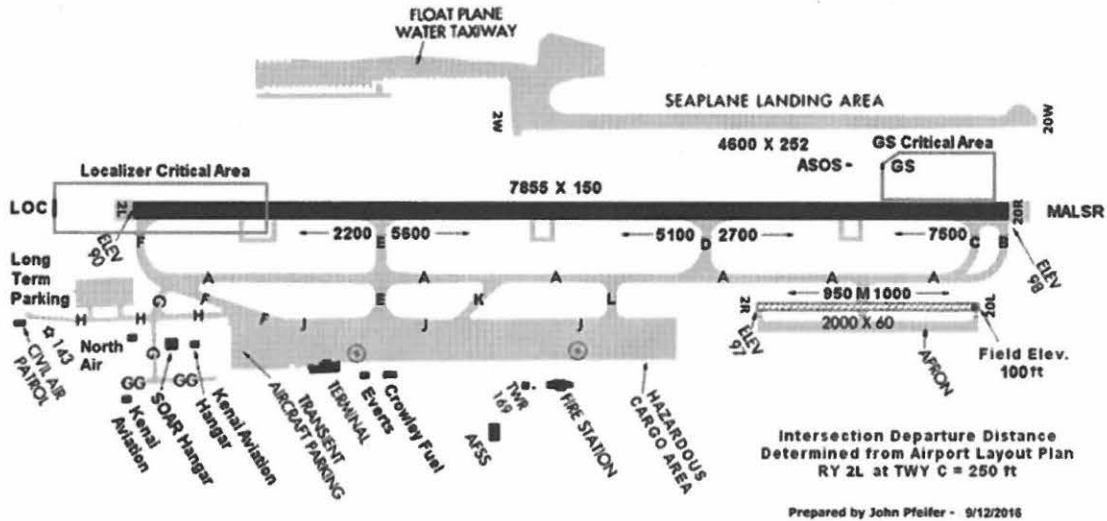 FLOAT PLANE
WATER TAXIWAY
2W
SEAPLANE LANDING AREA
20W
4600 X 252
GS Critical Area
ASOS -
GS
Localizer Critical Area
7855 X 150
LOC
2L
20R
MALSR
ELEV
90
F
2200
E
5600
5100
D
2700
7500
C
B
ELEV
98
Long
Term
Parking
A
A
A
A
A
A
G
F
E
K
L
2R
950 M 1000
20L
H
H
H
F
J
J
J
2000 X 60
ELEV
97
APRON
Field Elev.
100 ft
143
CIVIL AIR
PATROL
North
Air
G
GG
GG
Kenai
Aviation
SOAR Hangar
Kenai Aviation
Hangar
TRANSIENT
AIRCRAFT PARKING
TERMINAL
Everts
Crowley Fuel
AFSS
TWR
169
FIRE STATION
HAZARDOUS
CARGO AREA
Intersection Departure Distance
Determined from Airport Layout Plan
RY 2L at TWY C = 250 ft
Prepared by John Pfeifer - 9/12/2016